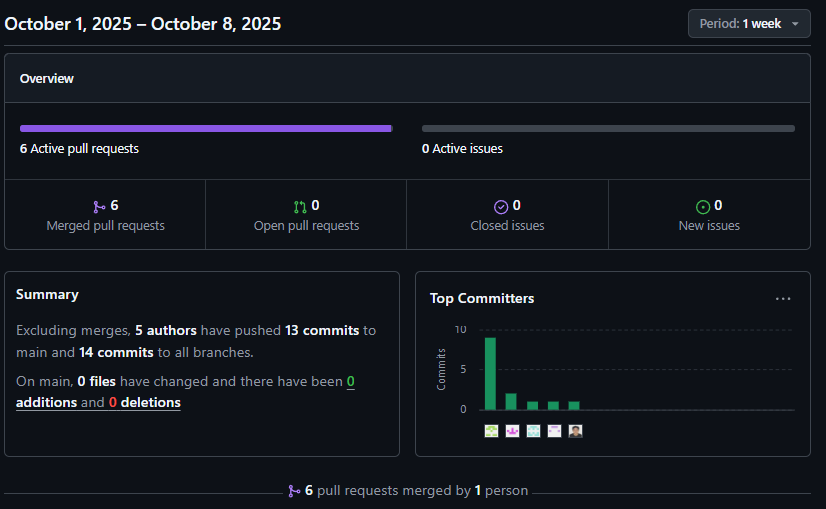 October 1, 2025 – October 8, 2025
Period: 1 week
Overview
6 Active pull requests
0 Active issues
6
Merged pull requests
0
Open pull requests
0
Closed issues
0
New issues
Summary
Excluding merges, 5 authors have pushed 13 commits to
main and 14 commits to all branches.
On main, 0 files have changed and there have been 0
additions and 0 deletions
Top Committers
Commits
10
5
0
6 pull requests merged by 1 person